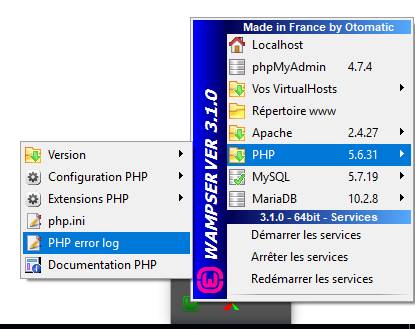 Made in France by Otomatic
Localhost
phpMyAdmin 4.7.4
Vos VirtualHosts
Répertoire www
Apache 2.4.27
PHP 5.6.31
MySQL 5.7.19
MariaDB 10.2.8
3.1.0 - 64bit - Services
Démarrer les services
Arrêter les services
Redémarrer les services
WAMPSERVER 3.1.0
Version
Configuration PHP
Extensions PHP
php.ini
PHP error log
Documentation PHP